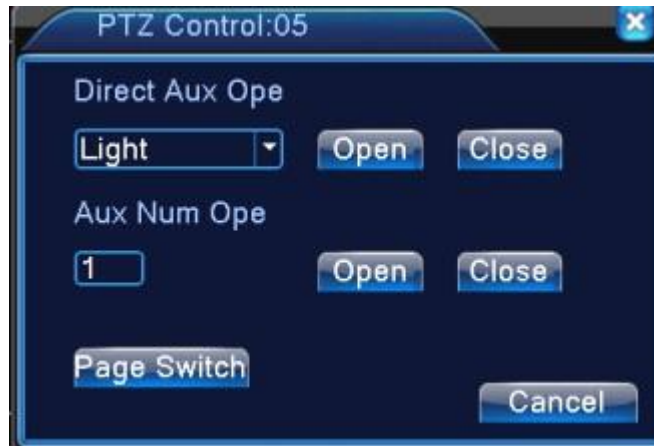 PTZ Control:05
Direct Aux Ope
Light Open Close
Aux Num Ope
1 Open Close
Page Switch
Cancel